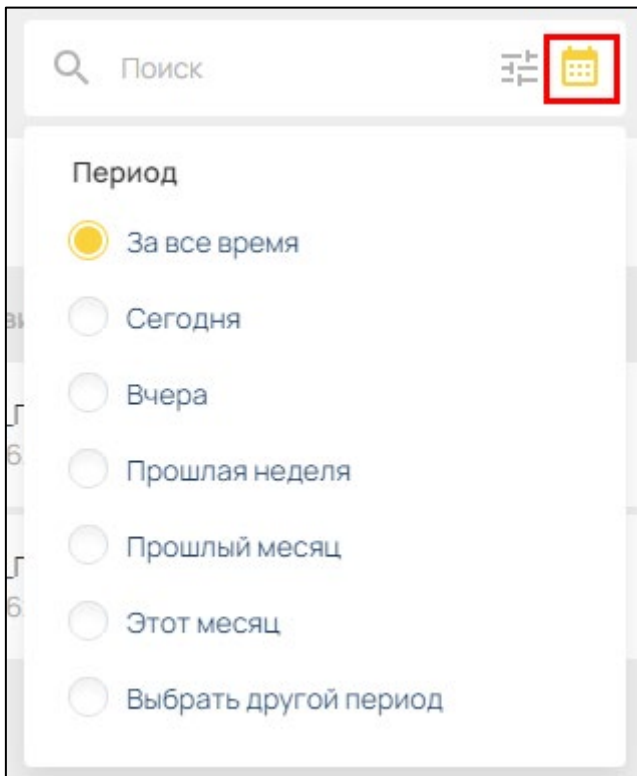 Поиск
Период
За все время
Сегодня
Вчера
Прошлая неделя
Прошлый месяц
Этот месяц
Выбрать другой период